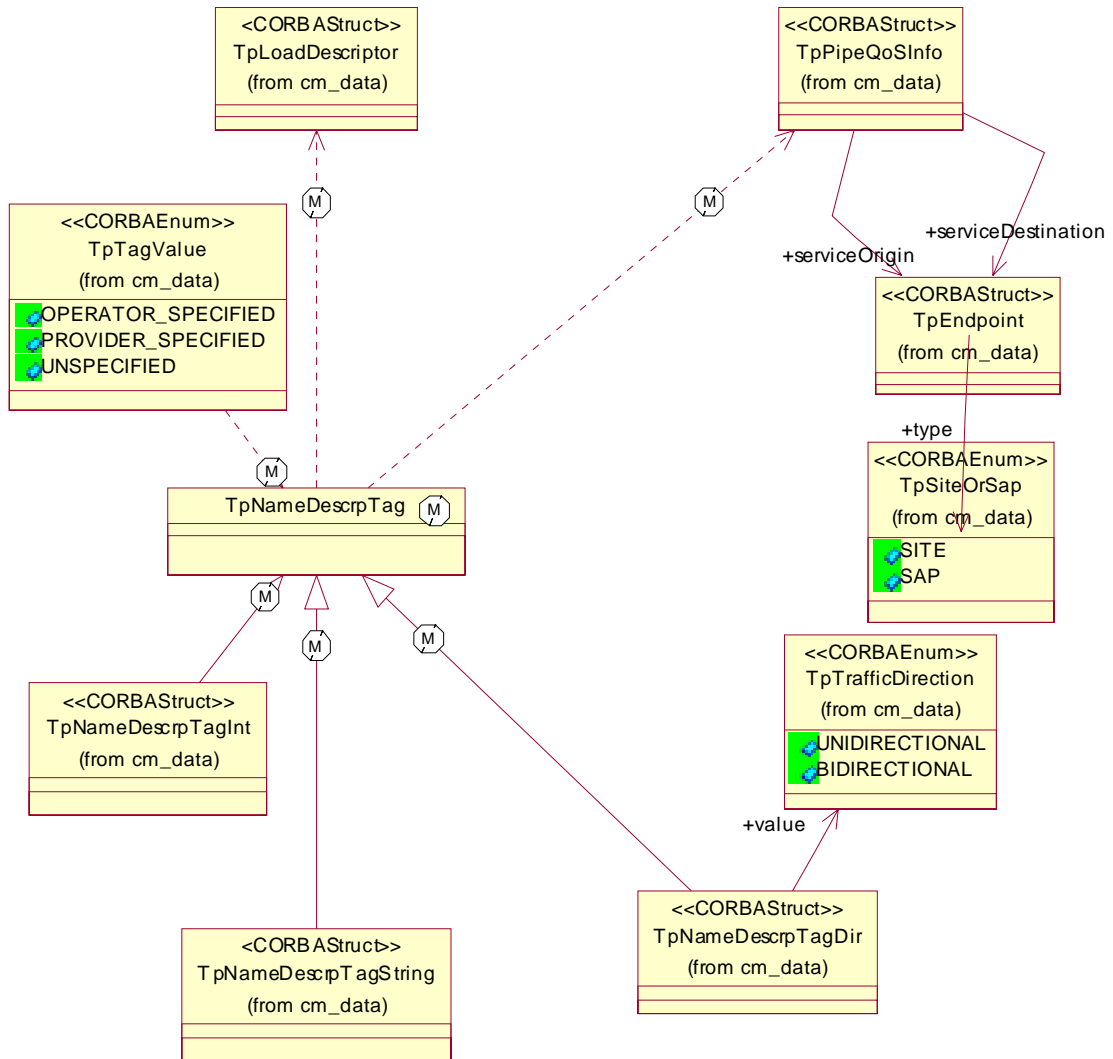 <CORBAStruct>>
TpLoadDescriptor
(from cm_data)
<<CORBAStruct>>
TpPipeQoSInfo
(from cm_data)
M
M
<<CORBAEnum>>
TpTagValue
(from cm_data)
OPERATOR_SPECIFIED
PROVIDER_SPECIFIED
UNSPECIFIED
+serviceDestination
+serviceOrigin
<<CORBAStruct>>
TpEndpoint
(from cm_data)
+type
<<CORBAEnum>>
TpSiteOrSap
(from cm_data)
SITE
SAP
M
TpNameDescrpTag
M
M
M
M
<<CORBAStruct>>
TpNameDescrpTagInt
(from cm_data)
<<CORBAEnum>>
TpTrafficDirection
(from cm_data)
UNIDIRECTIONAL
BIDIRECTIONAL
+value
<<CORBAStruct>>
TpNameDescrpTagDir
(from cm_data)
<CORBAStruct>>
TpNameDescrpTagString
(from cm_data)